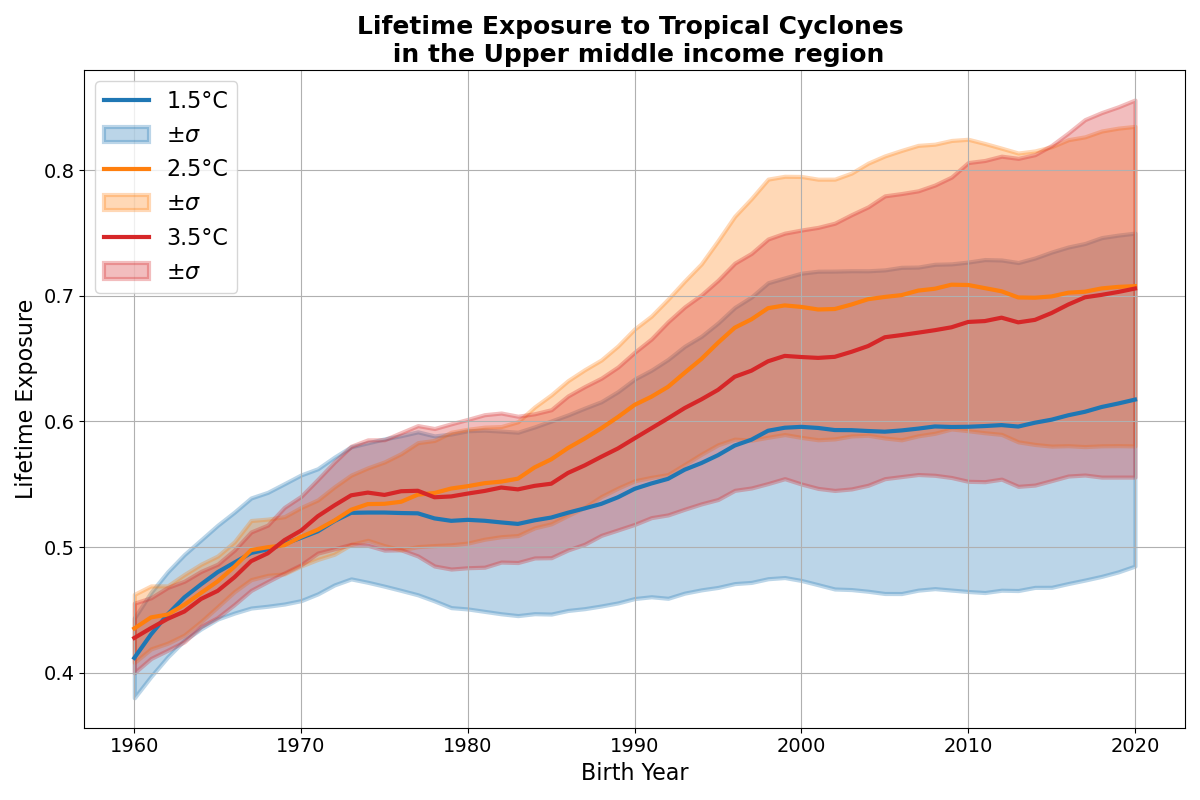 Lifetime Exposure to Tropical Cyclones
in the Upper middle income region
1.5°C
±σ
2.5°C
±σ
3.5°C
±σ
0.8
0.7
0.6
0.5
0.4
Lifetime Exposure
1960 1970 1980 1990 2000 2010 2020
Birth Year